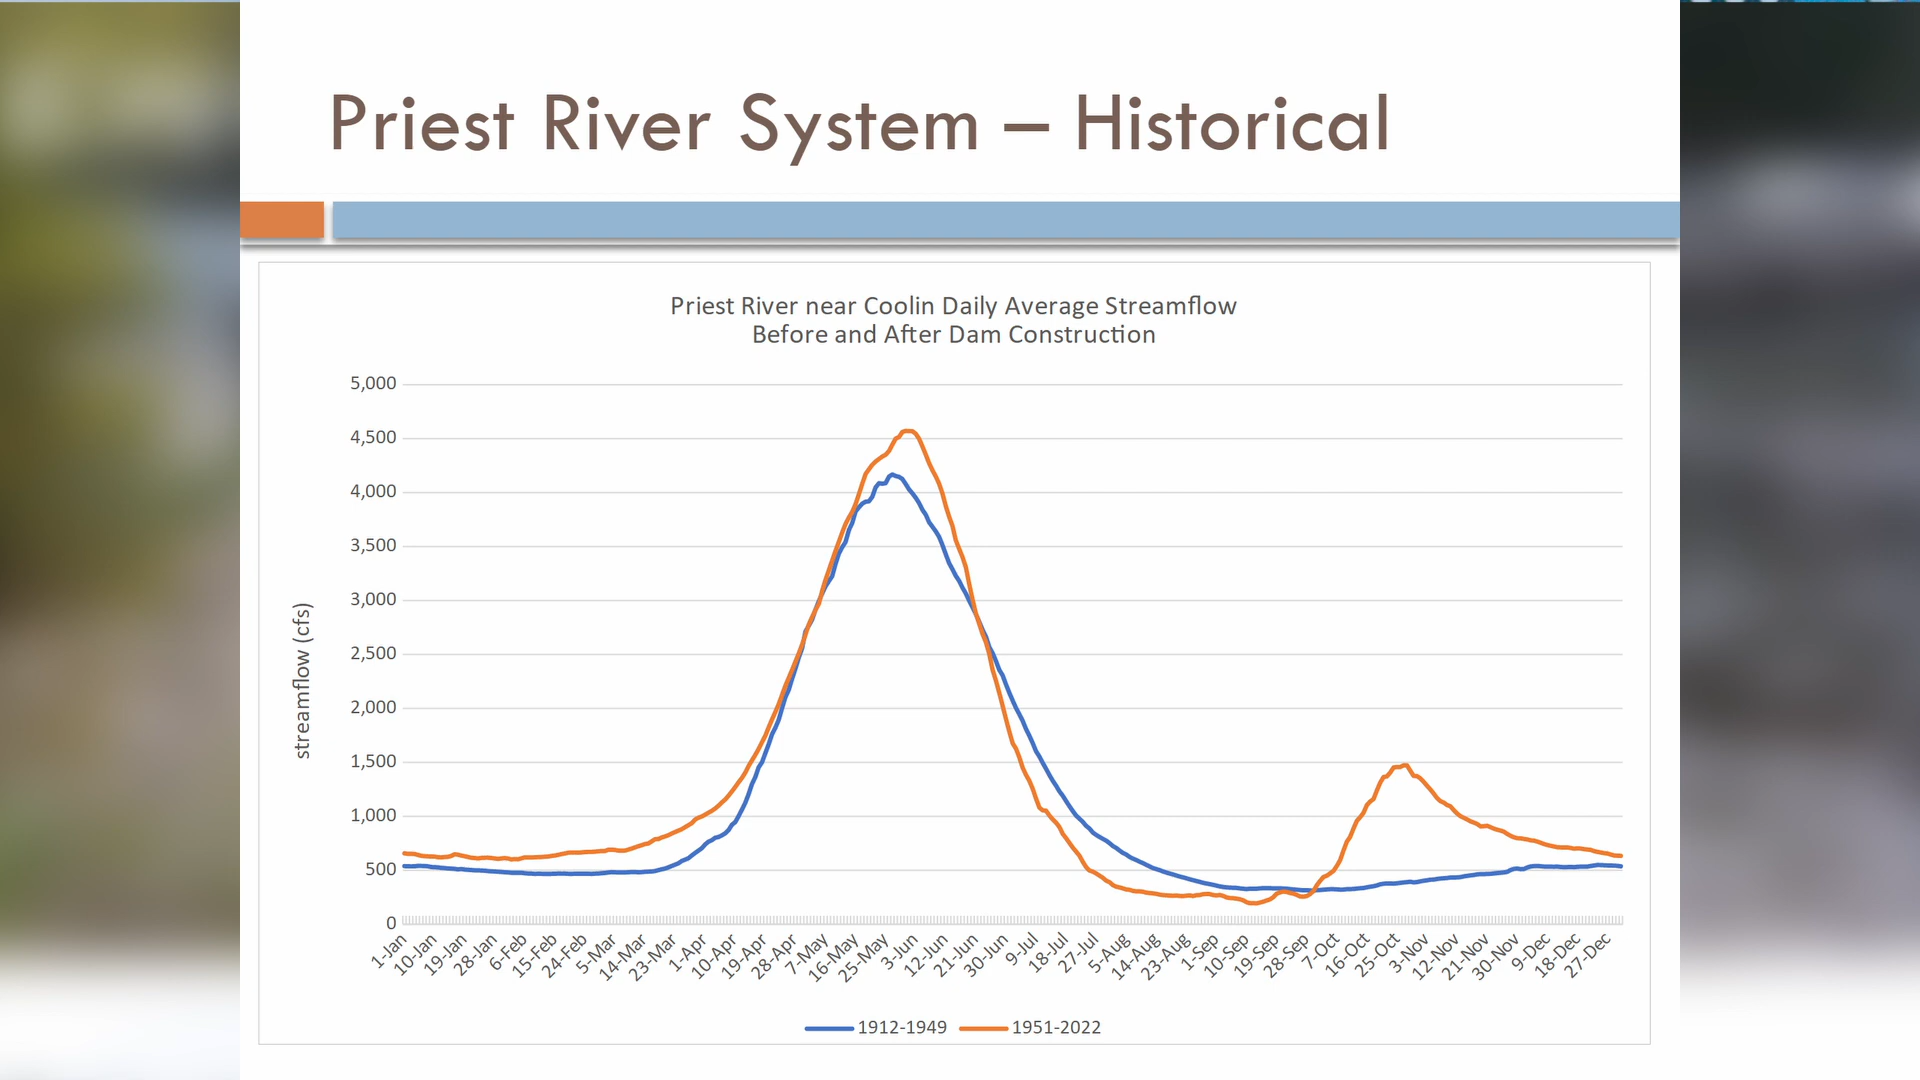 Priest River System – Historical
Priest River near Coolin Daily Average Streamflow
Before and After Dam Construction
streamflow (cfs)
5,000
4,500
4,000
3,500
3,000
2,500
2,000
1,500
1,000
500
0
1-Jan
10-Jan
19-Jan
28-Jan
6-Feb
15-Feb
24-Feb
5-Mar
14-Mar
23-Mar
1-Apr
10-Apr
19-Apr
28-Apr
7-May
16-May
25-May
3-Jun
12-Jun
21-Jun
30-Jun
9-Jul
18-Jul
27-Jul
5-Aug
14-Aug
23-Aug
1-Sep
10-Sep
19-Sep
28-Sep
7-Oct
16-Oct
25-Oct
3-Nov
12-Nov
21-Nov
30-Nov
9-Dec
18-Dec
27-Dec
1912-1949
1951-2022